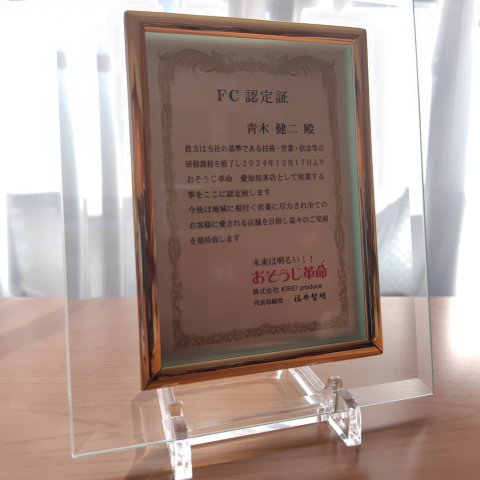 FC 認定証
青木 健二 殿
貴方は当社の基準である技術・営業・信念等の
研修課程を修了し2024年12月17日より
おそうじ革命 愛知知多店として営業する
事をここに認定致します
今後は地域に根付く営業に尽力され全ての
お客様に愛される店舗を目指し益々のご発展
を期待致します
未来は明るい！！
おそうじ革命
株式会社 KIREI produce
代表取締役 福井智明